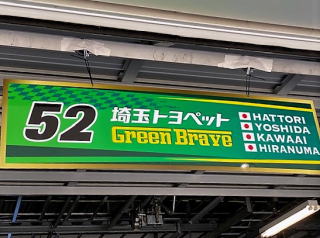 52
埼玉トヨペット
Green Brave
HATTORI
YOSHIDA
KAWAAI
HIRANUMA